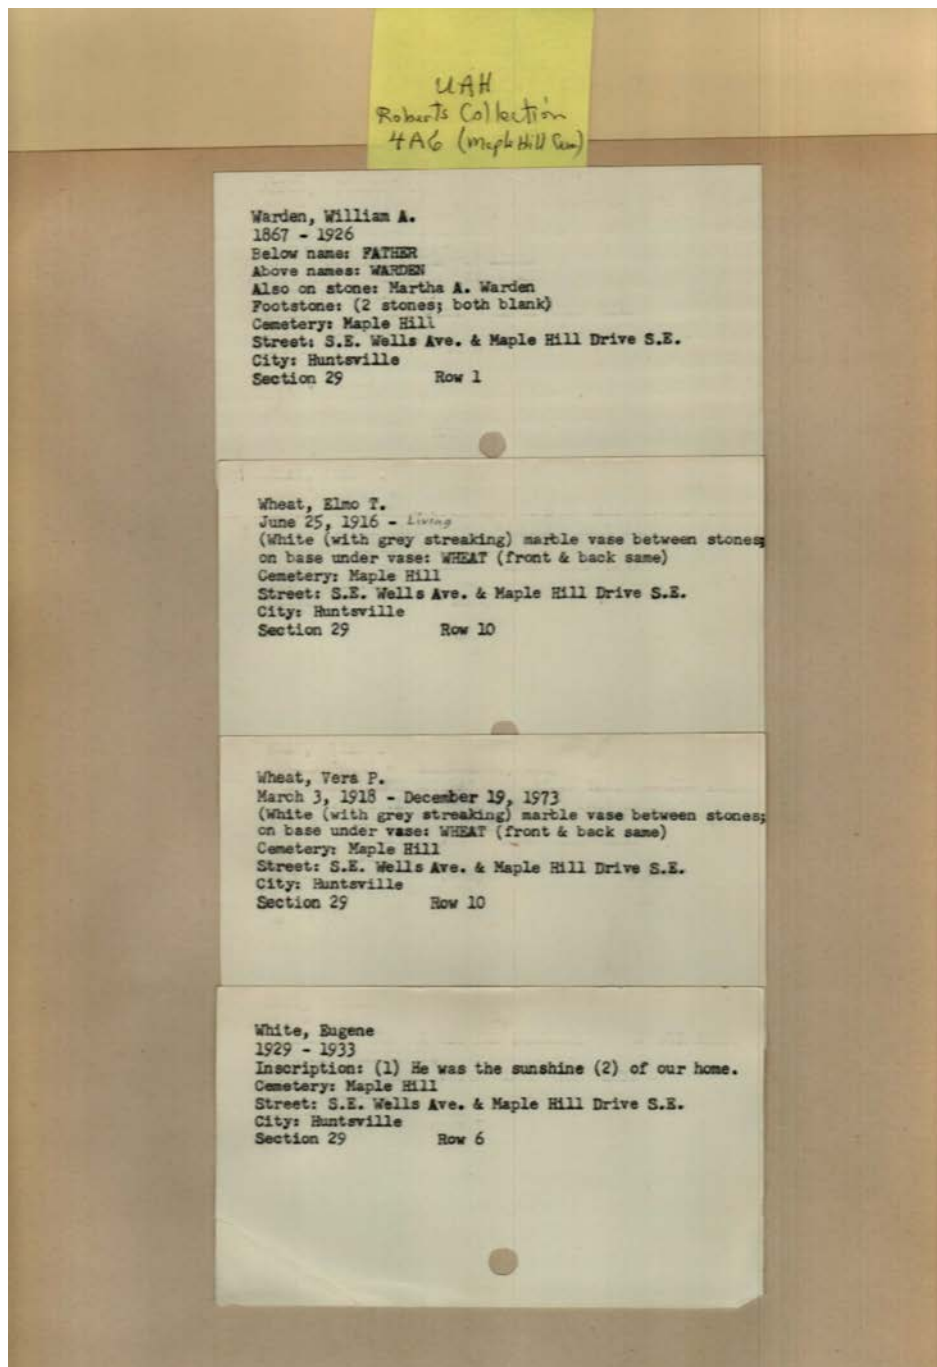 UAH
Roberts Collection
4A6 (Maple Hill Cem)
Warden, William A.
1867 - 1926
Below name: FATHER
Above names: WARDEN
Also on stone: Martha A. Warden
Footstone: (2 stones; both blank)
Cemetery: Maple Hill
Street: S.E. Wells Ave. & Maple Hill Drive S.E.
City: Huntsville
Section 29 Row 1
Wheat, Elmo T.
June 25, 1916 - Living
(White (with grey streaking) marble vase between stones;
on base under vase: WHEAT (front & back same)
Cemetery: Maple Hill
Street: S.E. Wells Ave. & Maple Hill Drive S.E.
City: Huntsville
Section 29 Row 10
Wheat, Vera P.
March 3, 1918 - December 19, 1973
(White (with grey streaking) marble vase between stones;
on base under vase: WHEAT (front & back same)
Cemetery: Maple Hill
Street: S.E. Wells Ave. & Maple Hill Drive S.E.
City: Huntsville
Section 29 Row 10
White, Eugene
1929 - 1933
Inscription: (1) He was the sunshine (2) of our home.
Cemetery: Maple Hill
Street: S.E. Wells Ave. & Maple Hill Drive S.E.
City: Huntsville
Section 29 Row 6